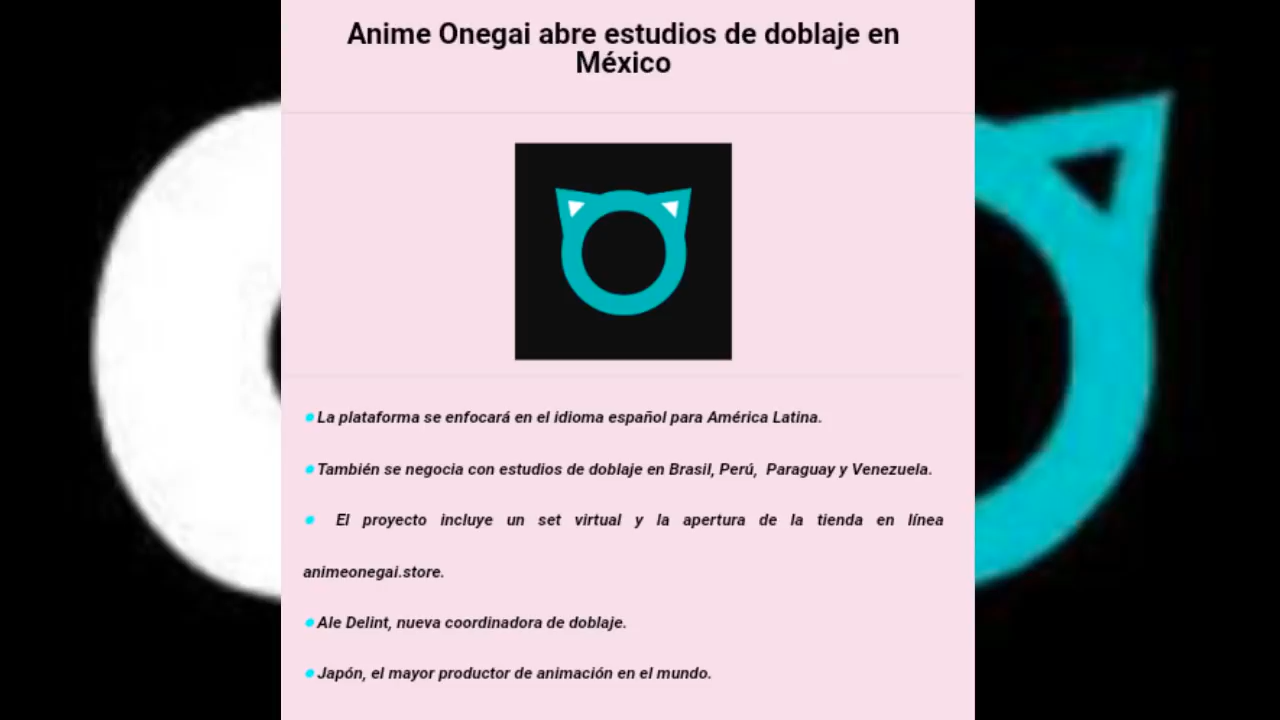 Anime Onegai abre estudios de doblaje en
México
La plataforma se enfocará en el idioma español para América Latina.
También se negocia con estudios de doblaje en Brasil, Perú, Paraguay y Venezuela.
El proyecto incluye un set virtual y la apertura de la tienda en línea
animeonegai.store.
Ale Delint, nueva coordinadora de doblaje.
Japón, el mayor productor de animación en el mundo.